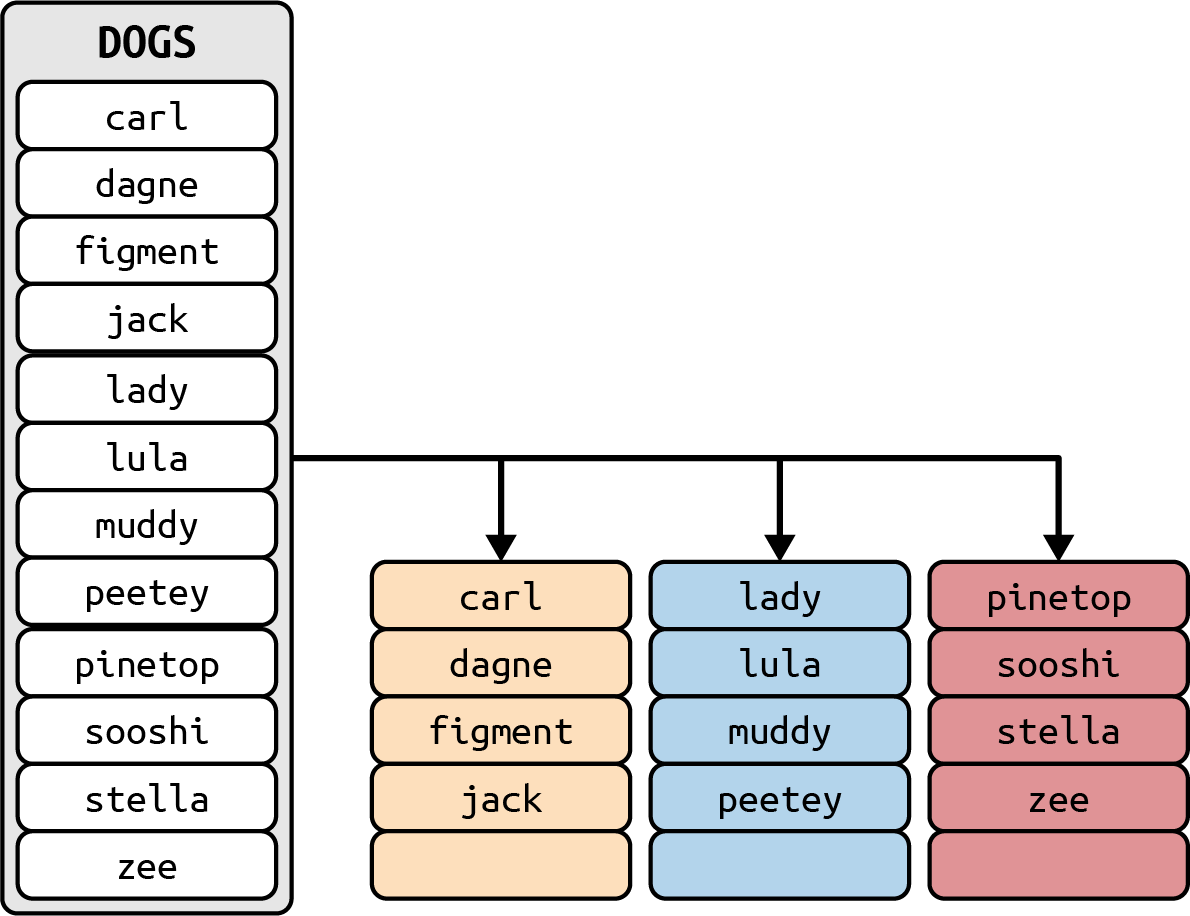 DOGS
carl
dagne
figment
jack
lady
lula
muddy
peetey
pinetop
sooshi
stella
zee
carl
dagne
figment
jack
lady
lula
muddy
peetey
pinetop
sooshi
stella
zee